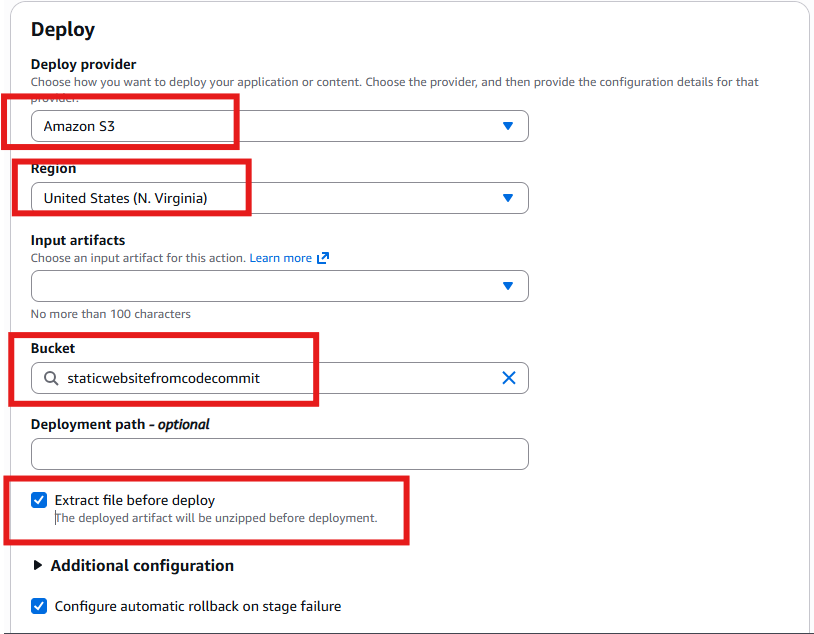 Deploy
Deploy provider
Choose how you want to deploy your application or content. Choose the provider, and then provide the configuration details for that
provider.
Amazon S3
Region
United States (N. Virginia)
Input artifacts
Choose an input artifact for this action. Learn more
No more than 100 characters
Bucket
staticwebsitefromcodecommit
Deployment path - optional
Extract file before deploy
The deployed artifact will be unzipped before deployment.
Additional configuration
Configure automatic rollback on stage failure